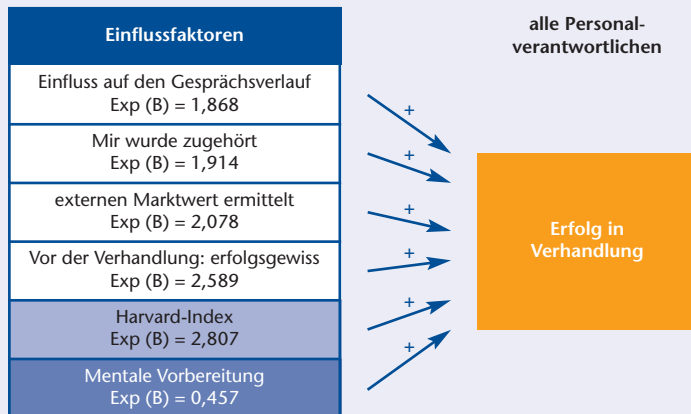 Einflussfaktoren
alle Personal-
verantwortlichen
Einfluss auf den Gesprächsverlauf
Exp (B) = 1,868
Mir wurde zugehört
Exp (B) = 1,914
externen Marktwert ermittelt
Exp (B) = 2,078
Vor der Verhandlung: erfolgsgewiss
Exp (B) = 2,589
Harvard-Index
Exp (B) = 2,807
Mentale Vorbereitung
Exp (B) = 0,457
+
+
+
+
+
+
Erfolg in
Verhandlung